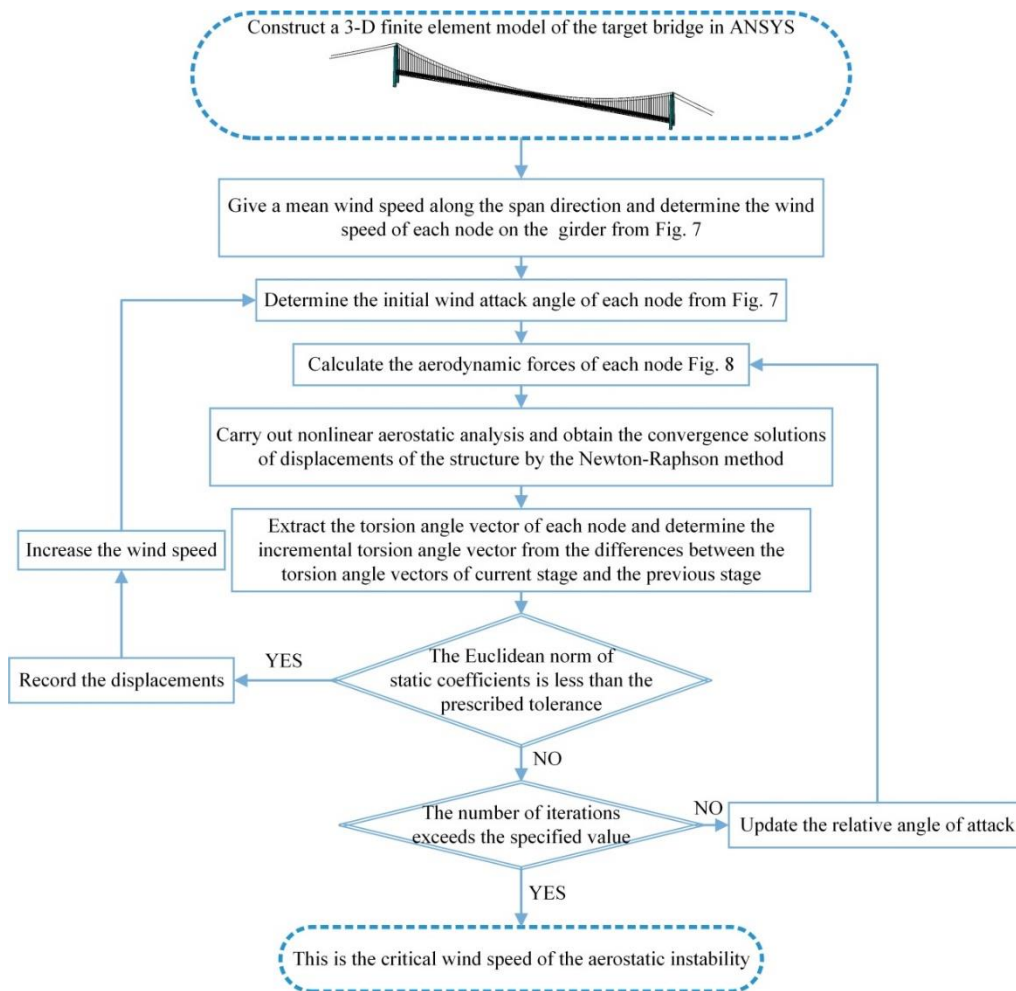 Construct a 3-D finite element model of the target bridge in ANSYS
Give a mean wind speed along the span direction and determine the wind
speed of each node on the girder from Fig. 7
Determine the initial wind attack angle of each node from Fig. 7
Calculate the aerodynamic forces of each node Fig. 8
Carry out nonlinear aerostatic analysis and obtain the convergence solutions
of displacements of the structure by the Newton-Raphson method
Extract the torsion angle vector of each node and determine the
incremental torsion angle vector from the differences between the
torsion angle vectors of current stage and the previous stage
Increase the wind speed
YES
Record the displacements
The Euclidean norm of
static coefficients is less than the
prescribed tolerance
NO
The number of iterations
exceeds the specified value
NO
Update the relative angle of attack
YES
This is the critical wind speed of the aerostatic instability